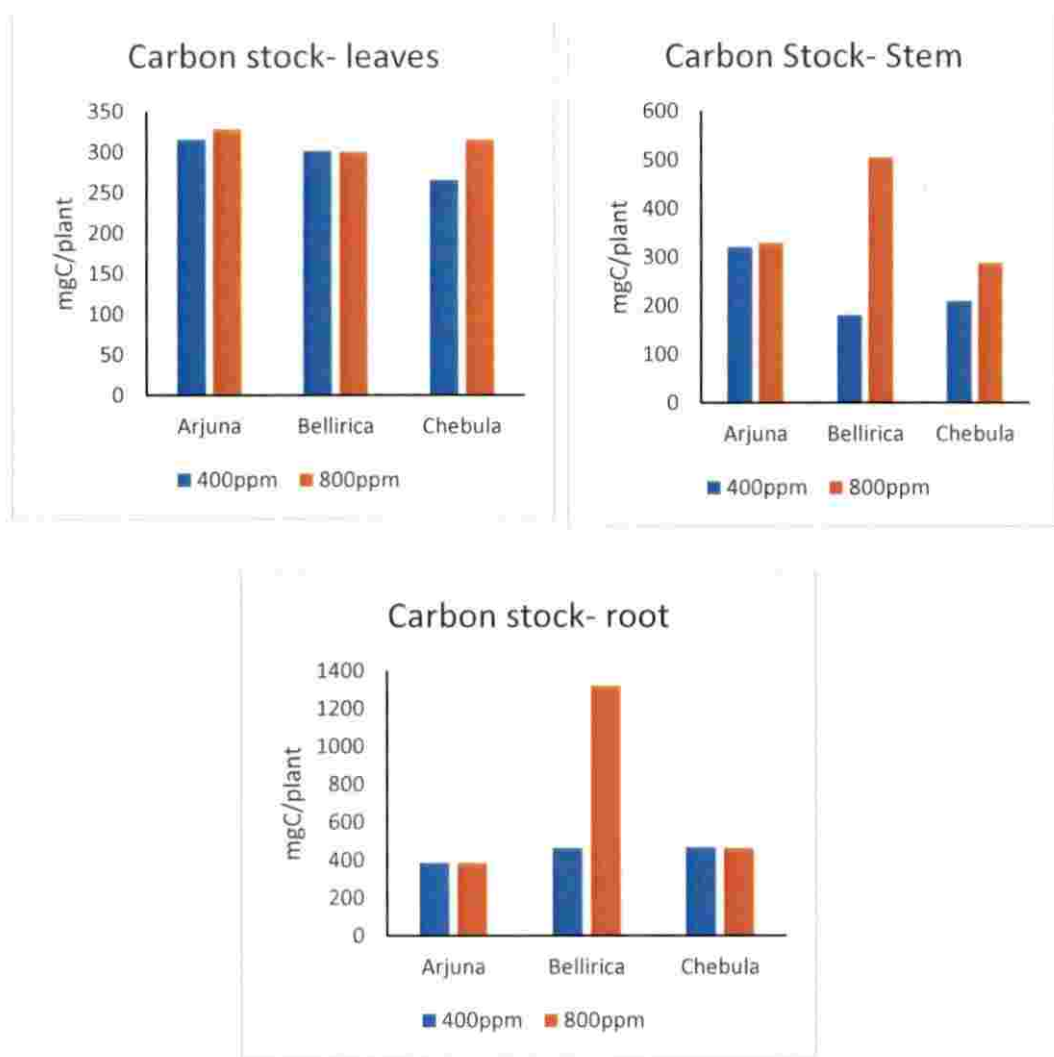 Carbon stock- leaves
mgC/plant
350
300
250
200
150
100
50
0
Arjuna Bellirica Chebula
400ppm 800ppm
Carbon Stock- Stem
mgC/plant
600
500
400
300
200
100
0
Arjuna Bellirica Chebula
400ppm 800ppm
Carbon stock- root
mgC/plant
1400
1200
1000
800
600
400
200
0
Arjuna Bellirica Chebula
400ppm 800ppm